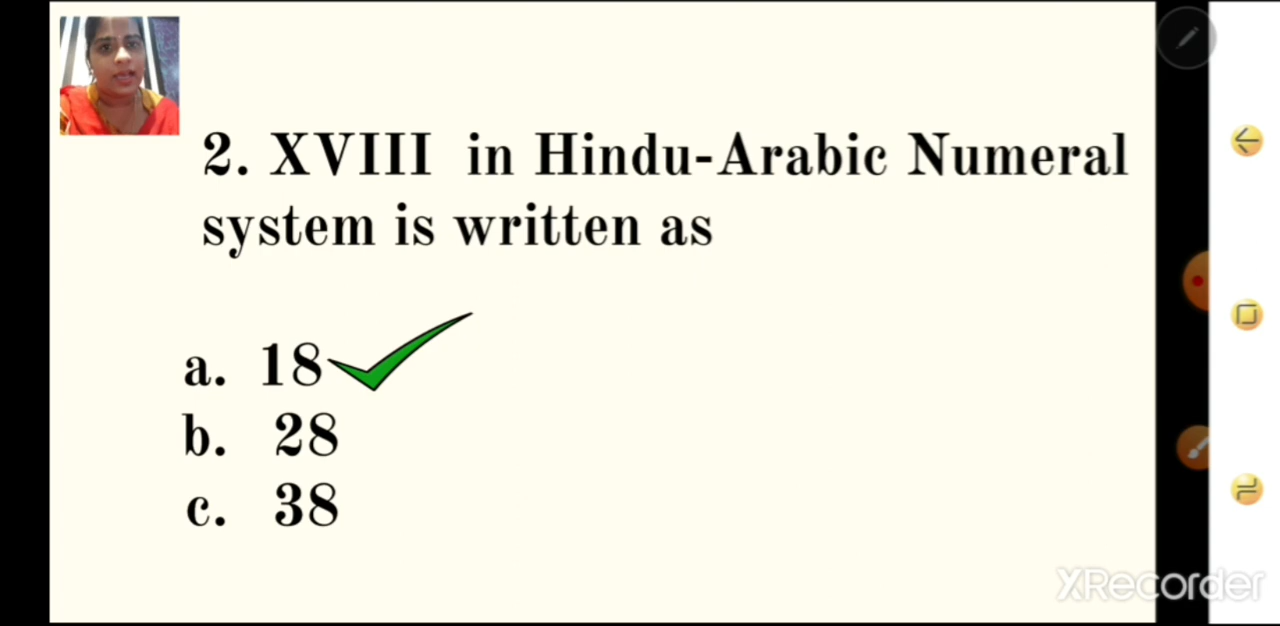 2. XVIII in Hindu-Arabic Numeral
system is written as
a. 18
b. 28
c. 38
XRecorder